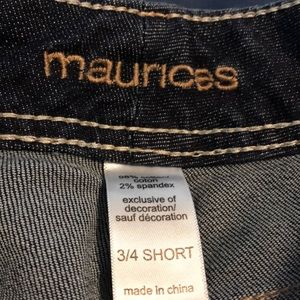 maurices
cotton
2% spandex
exclusive of
decoration/
sauf décoration
3/4 SHORT
made in china